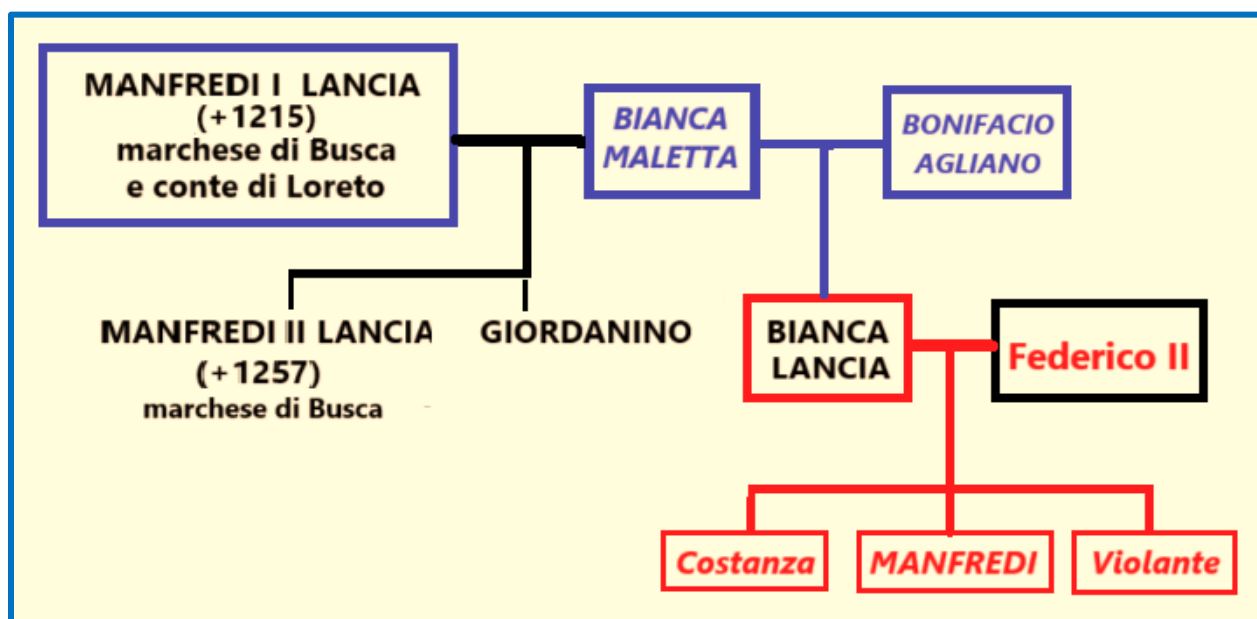 MANFREDI I LANCIA
(+1215)
marchese di Busca
e conte di Loreto
BIANCA
MALETTA
BONIFACIO
AGLIANO
MANFREDI II LANCIA
(+1257)
marchese di Busca
GIORDANINO
BIANCA
LANCIA
Federico II
Costanza
MANFREDI
Violante